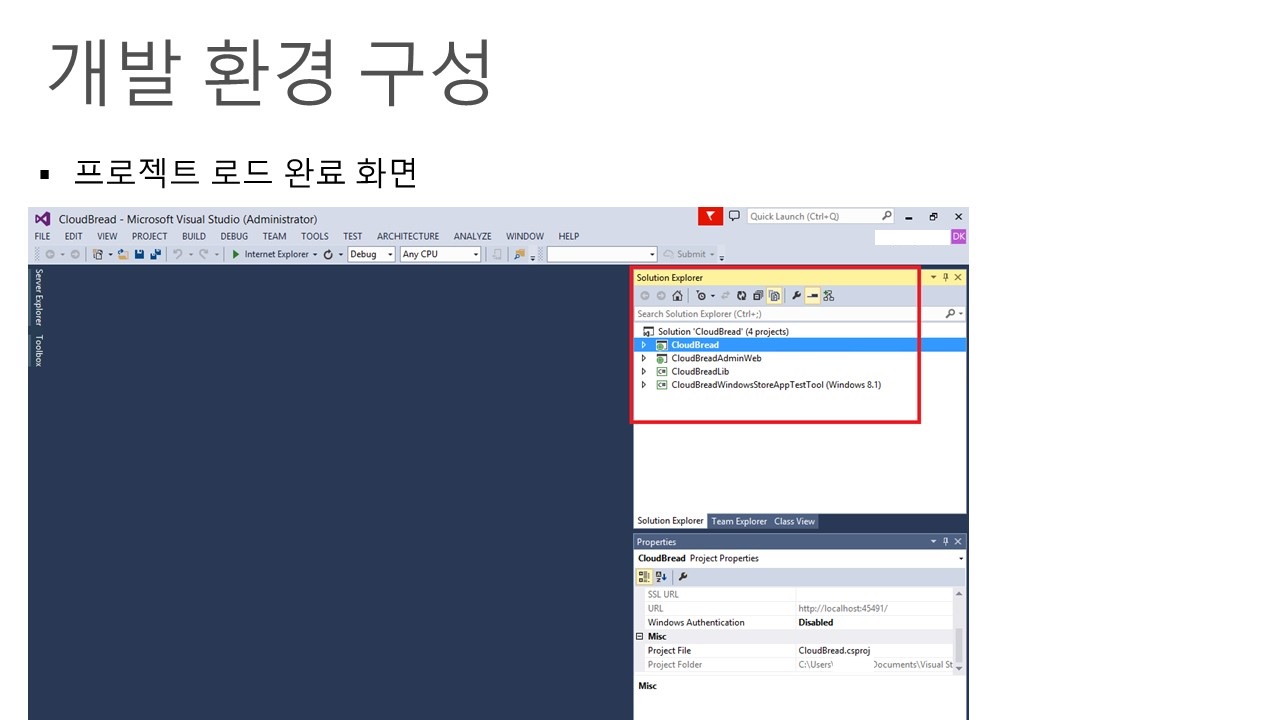 개발 환경 구성
▪ 프로젝트 로드 완료 화면
CloudBread - Microsoft Visual Studio (Administrator)
Quick Launch (Ctrl+Q)
FILE EDIT VIEW PROJECT BUILD DEBUG TEAM TOOLS TEST ARCHITECTURE ANALYZE WINDOW HELP
DK
Internet Explorer Debug Any CPU Submit
Server Explorer
Toolbox
Solution Explorer
Search Solution Explorer (Ctrl+;)
Solution 'CloudBread' (4 projects)
CloudBread
CloudBreadAdminWeb
CloudBreadLib
CloudBreadWindowsStoreAppTestTool (Windows 8.1)
Solution Explorer Team Explorer Class View
Properties
CloudBread Project Properties
SSL URL
URL http://localhost:45491/
Windows Authentication Disabled
Misc
Project File CloudBread.csproj
Project Folder C:\Users\ Documents\Visual St
Misc